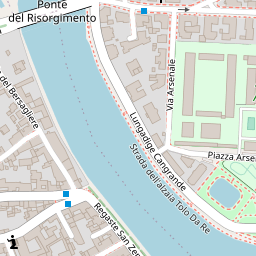 Ponte
del Risorgimento
Via Arsenale
Lungadige Cangrande
Strada dell'alzaia Tolo Da Re
Piazza Arse
del Bersagliere
Regaste San Zen